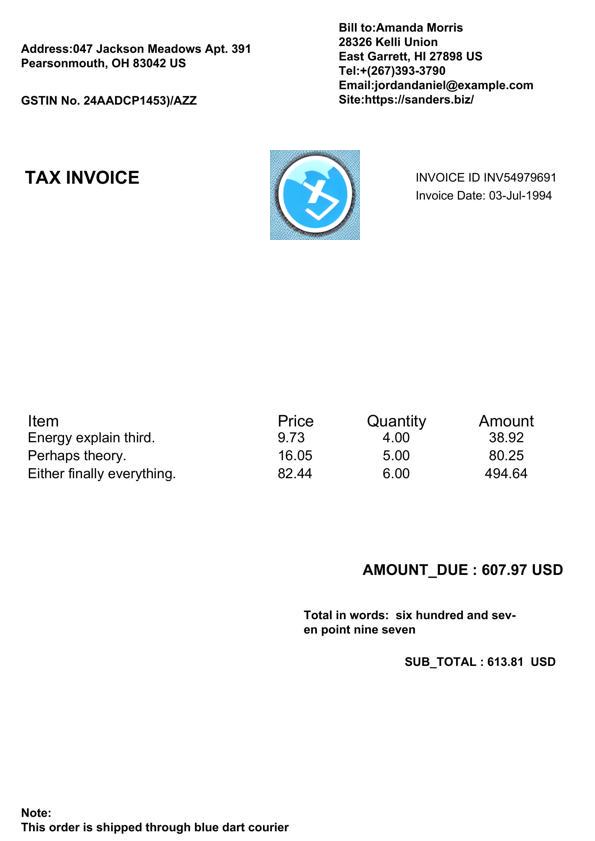 Address:047 Jackson Meadows Apt. 391
Pearsonmouth, OH 83042 US
GSTIN No. 24AADCP1453)/AZZ
Bill to:Amanda Morris
28326 Kelli Union
East Garrett, HI 27898 US
Tel:+(267)393-3790
Email:jordandaniel@example.com
Site:https://sanders.biz/
TAX INVOICE
INVOICE ID INV54979691
Invoice Date: 03-Jul-1994
Item Price Quantity Amount
Energy explain third. 9.73 4.00 38.92
Perhaps theory. 16.05 5.00 80.25
Either finally everything. 82.44 6.00 494.64
AMOUNT_DUE : 607.97 USD
Total in words: six hundred and sev-
en point nine seven
SUB_TOTAL : 613.81 USD
Note:
This order is shipped through blue dart courier